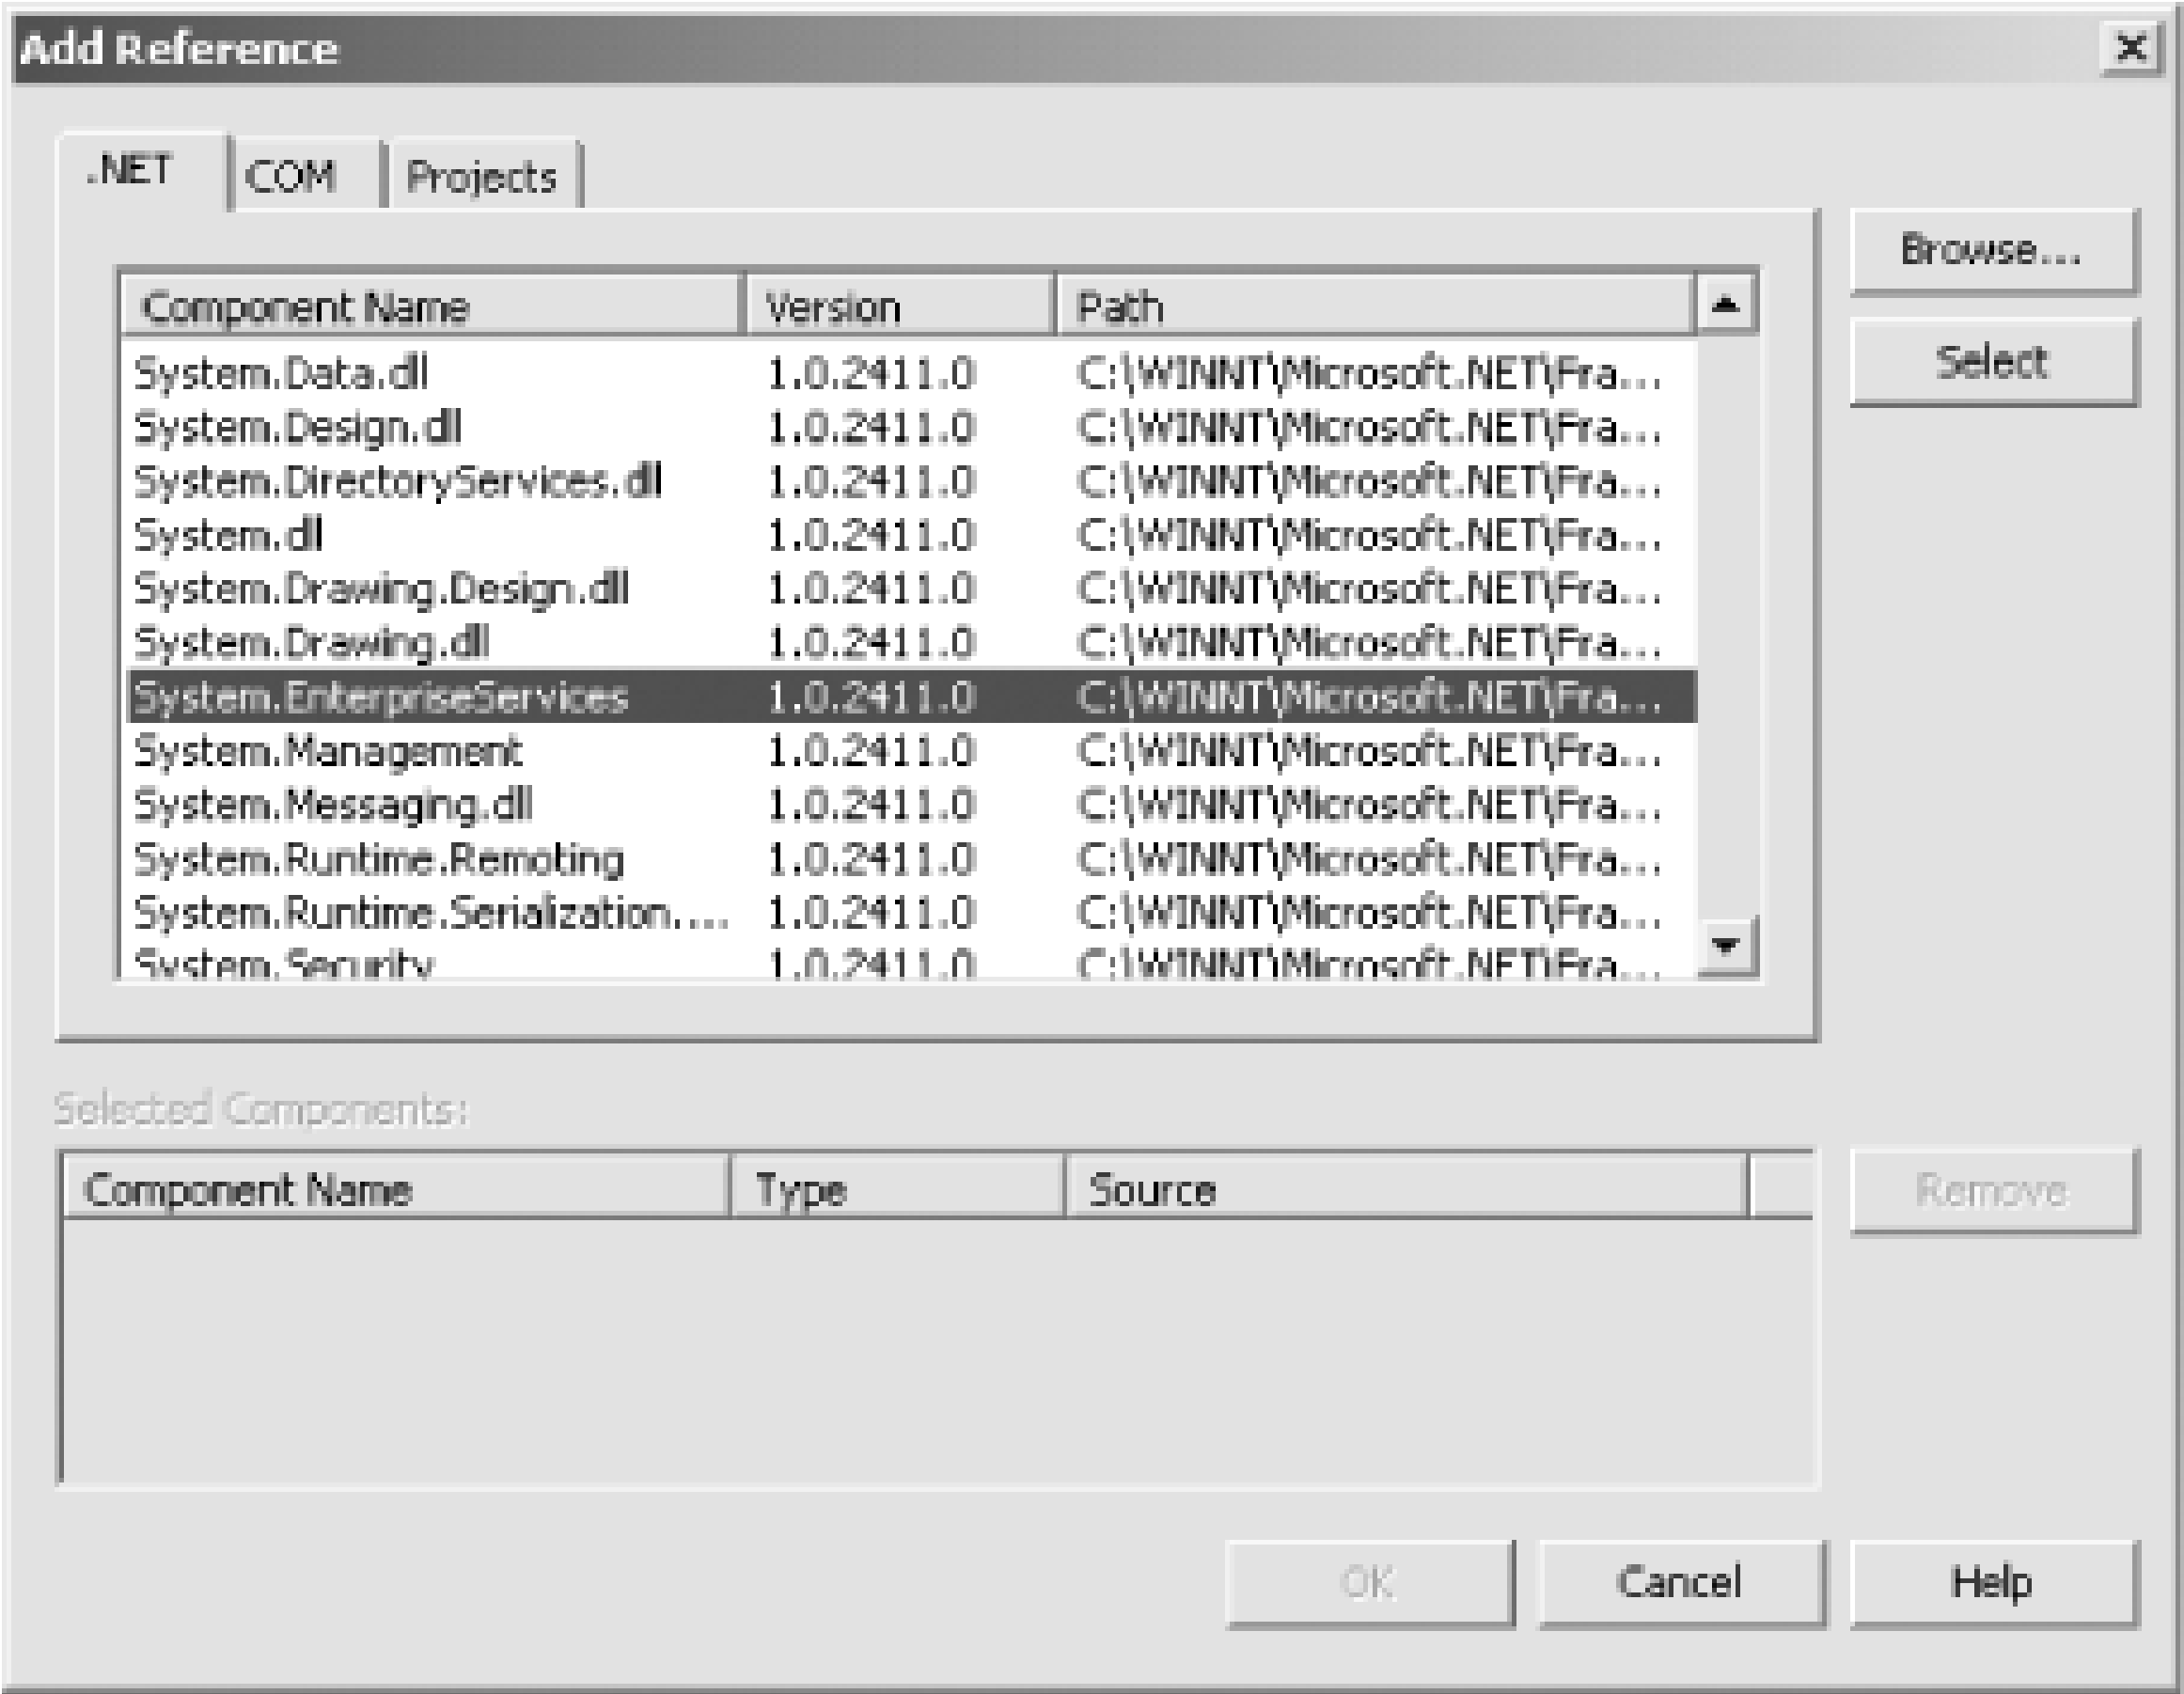 Add Reference
.NET COM Projects
Browse...
Select
Component Name Version Path
System.Data.dll 1.0.2411.0 C:\WINNT\Microsoft.NET\Fra...
System.Design.dll 1.0.2411.0 C:\WINNT\Microsoft.NET\Fra...
System.DirectoryServices.dll 1.0.2411.0 C:\WINNT\Microsoft.NET\Fra...
System.dll 1.0.2411.0 C:\WINNT\Microsoft.NET\Fra...
System.Drawing.Design.dll 1.0.2411.0 C:\WINNT\Microsoft.NET\Fra...
System.Drawing.dll 1.0.2411.0 C:\WINNT\Microsoft.NET\Fra...
System.EnterpriseServices 1.0.2411.0 C:\WINNT\Microsoft.NET\Fra...
System.Management 1.0.2411.0 C:\WINNT\Microsoft.NET\Fra...
System.Messaging.dll 1.0.2411.0 C:\WINNT\Microsoft.NET\Fra...
System.Runtime.Remoting 1.0.2411.0 C:\WINNT\Microsoft.NET\Fra...
System.Runtime.Serialization.... 1.0.2411.0 C:\WINNT\Microsoft.NET\Fra...
System.Security 1.0.2411.0 C:\WINNT\Microsoft.NET\Fra...
Selected Components:
Component Name Type Source
Remove
OK Cancel Help